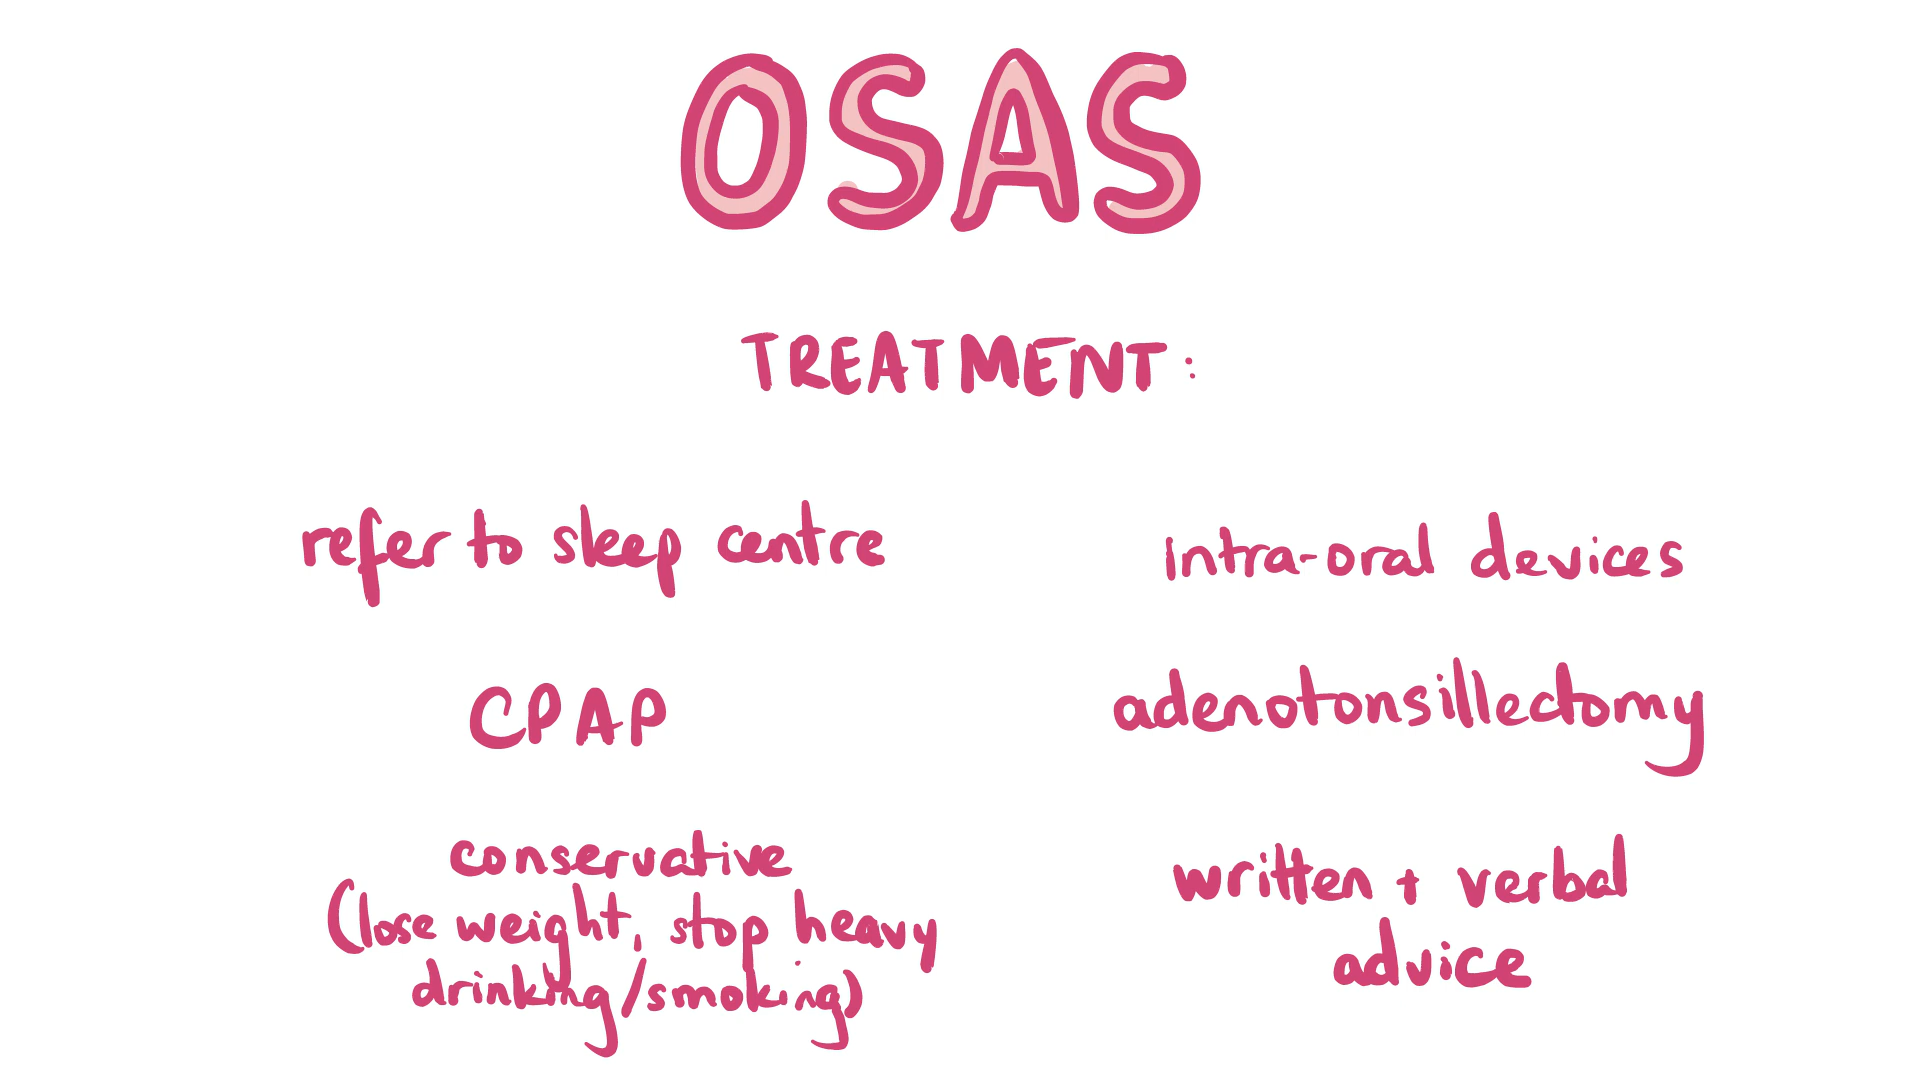 OSAS
TREATMENT:
refer to sleep centre
intra-oral devices
CPAP
adenotonsillectomy
conservative
(lose weight, stop heavy
drinking/smoking)
written + verbal
advice